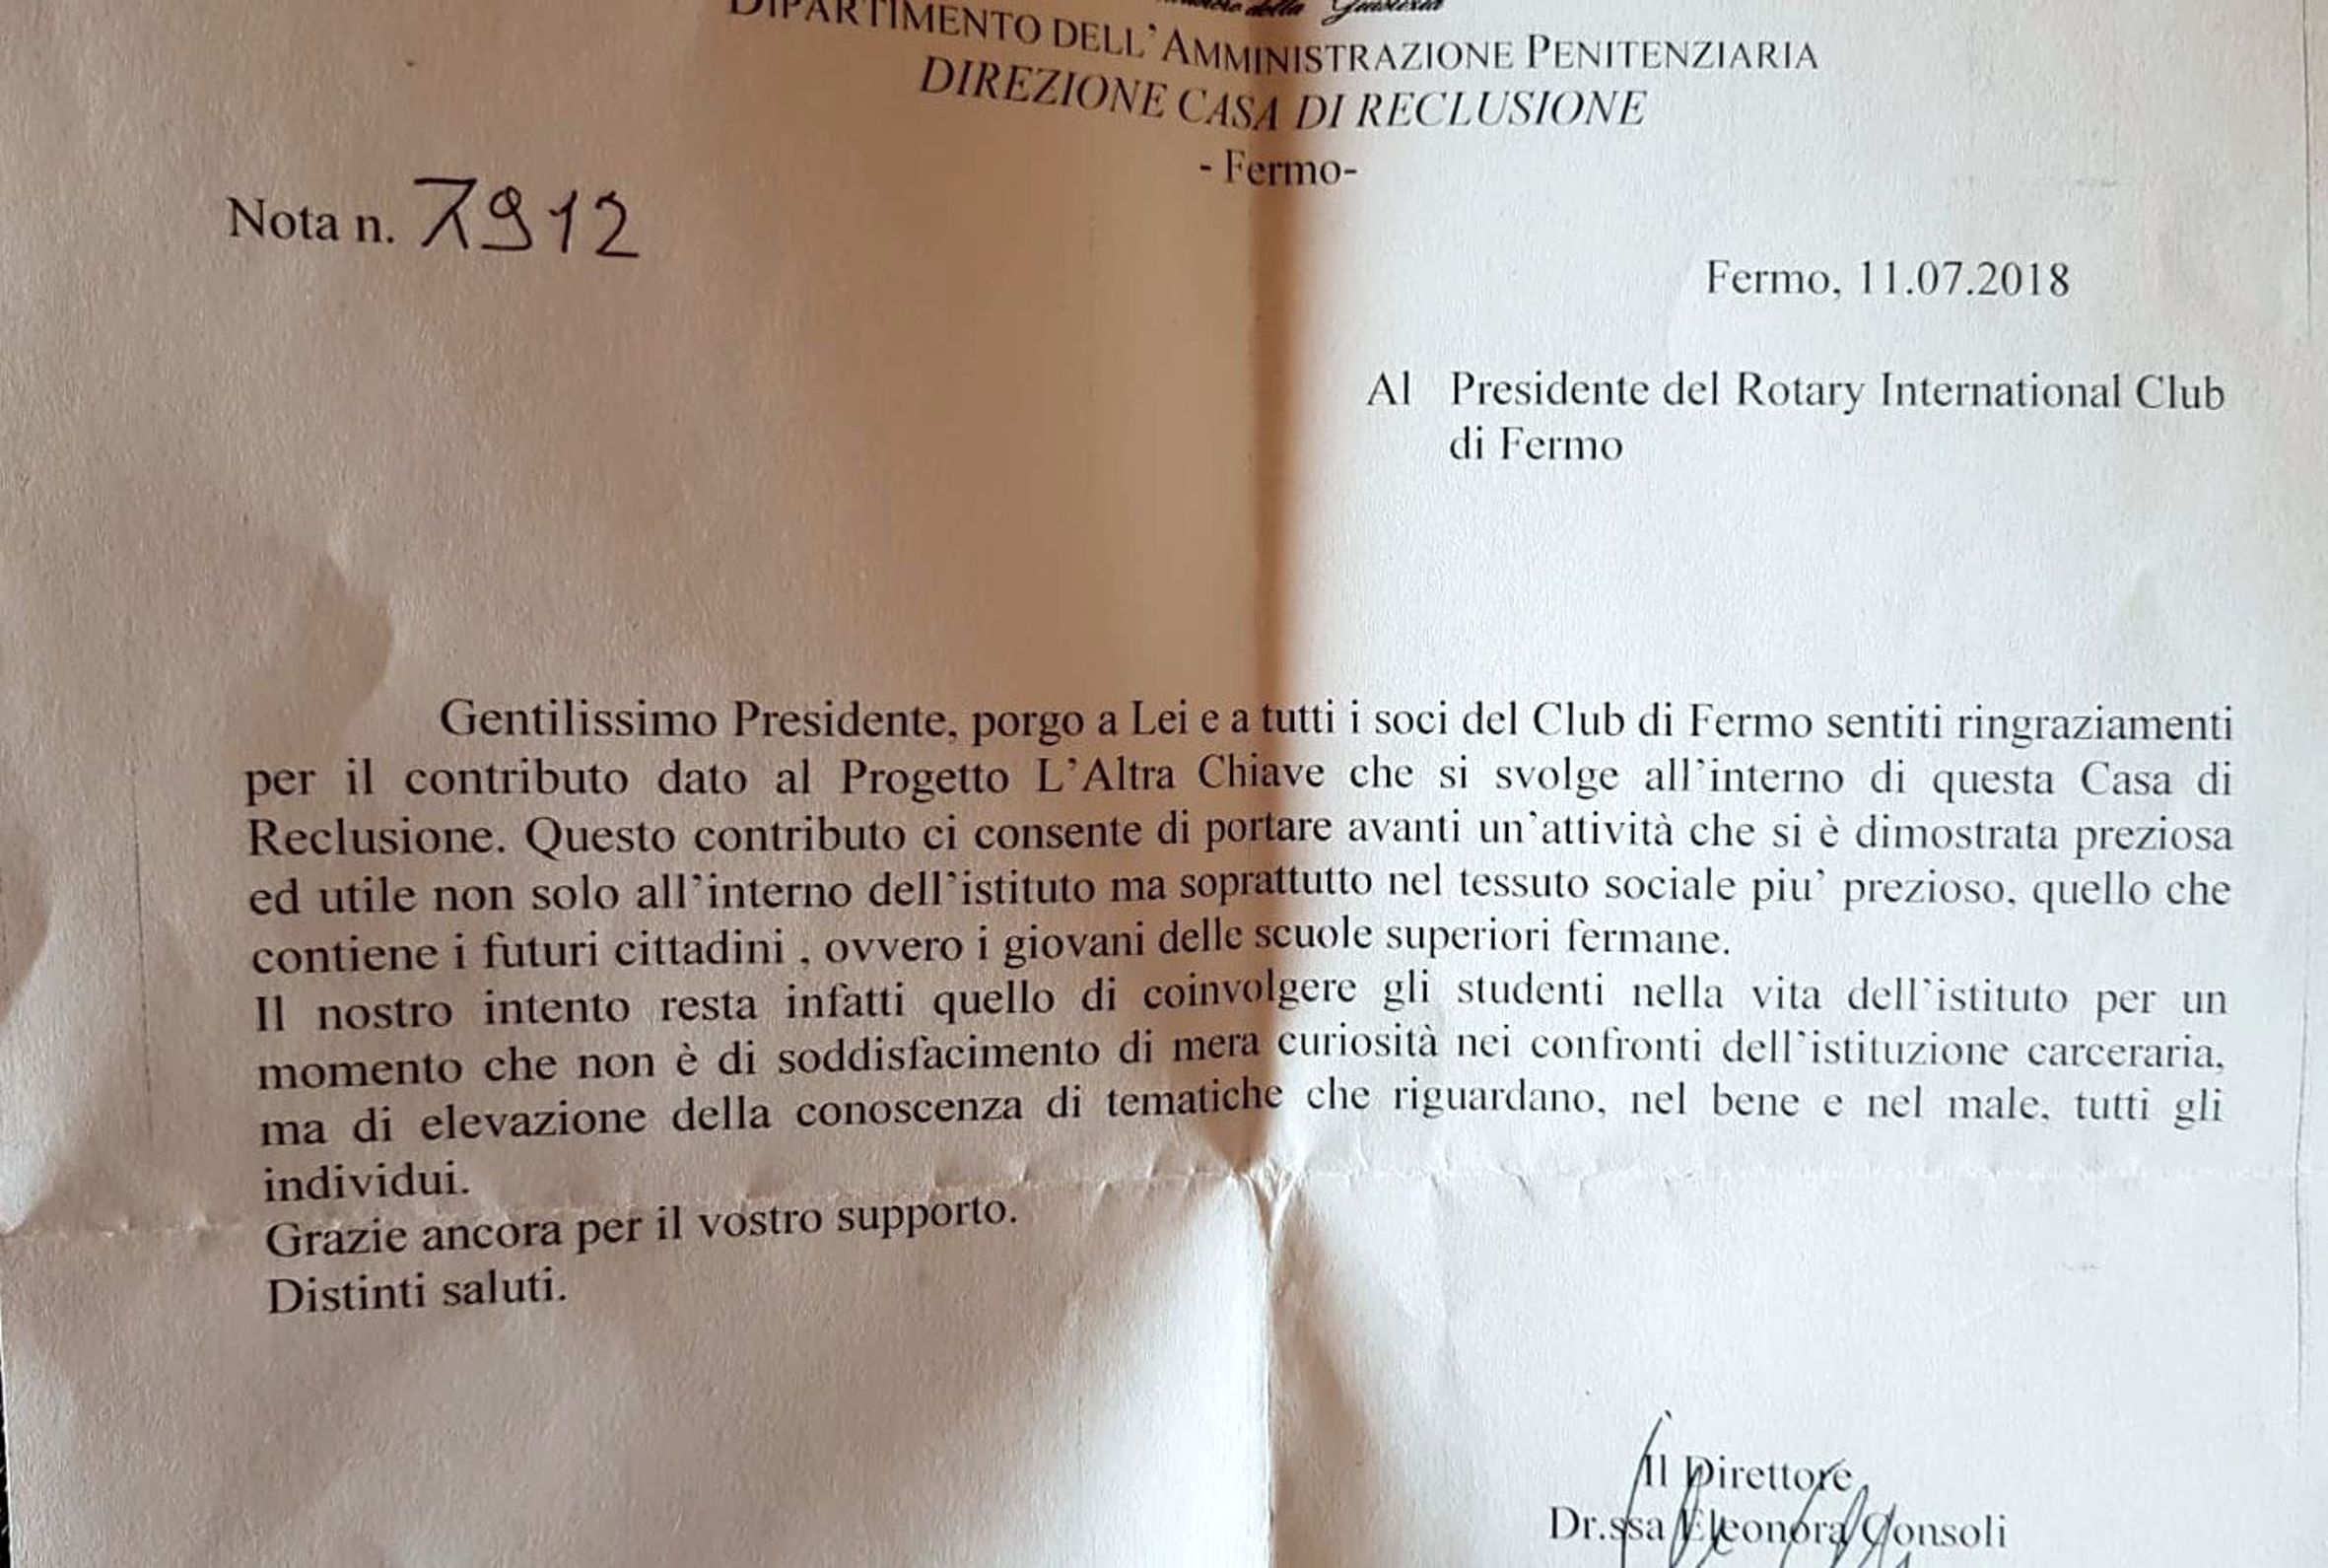 della Giustizia
DIPARTIMENTO DELL'AMMINISTRAZIONE PENITENZIARIA
DIREZIONE CASA DI RECLUSIONE
- Fermo-
Nota n. 7912
Fermo, 11.07.2018
Al Presidente del Rotary International Club
di Fermo
Gentilissimo Presidente, porgo a Lei e a tutti i soci del Club di Fermo sentiti ringraziamenti
per il contributo dato al Progetto L'Altra Chiave che si svolge all'interno di questa Casa di
Reclusione. Questo contributo ci consente di portare avanti un'attività che si è dimostrata preziosa
ed utile non solo all'interno dell'istituto ma soprattutto nel tessuto sociale piu' prezioso, quello che
contiene i futuri cittadini , ovvero i giovani delle scuole superiori fermane.
Il nostro intento resta infatti quello di coinvolgere gli studenti nella vita dell'istituto per un
momento che non è di soddisfacimento di mera curiosità nei confronti dell'istituzione carceraria,
ma di elevazione della conoscenza di tematiche che riguardano, nel bene e nel male, tutti gli
individui.
Grazie ancora per il vostro supporto.
Distinti saluti.
Il Direttore
Dr.ssa Eleonora Consoli